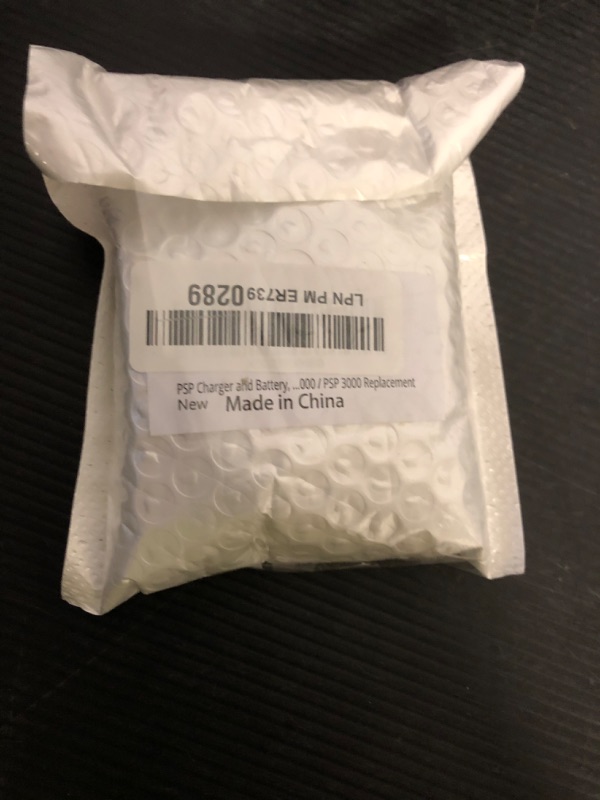 LPN PM ER7390289
PSP Charger and Battery, ...000 / PSP 3000 Replacement
New Made in China